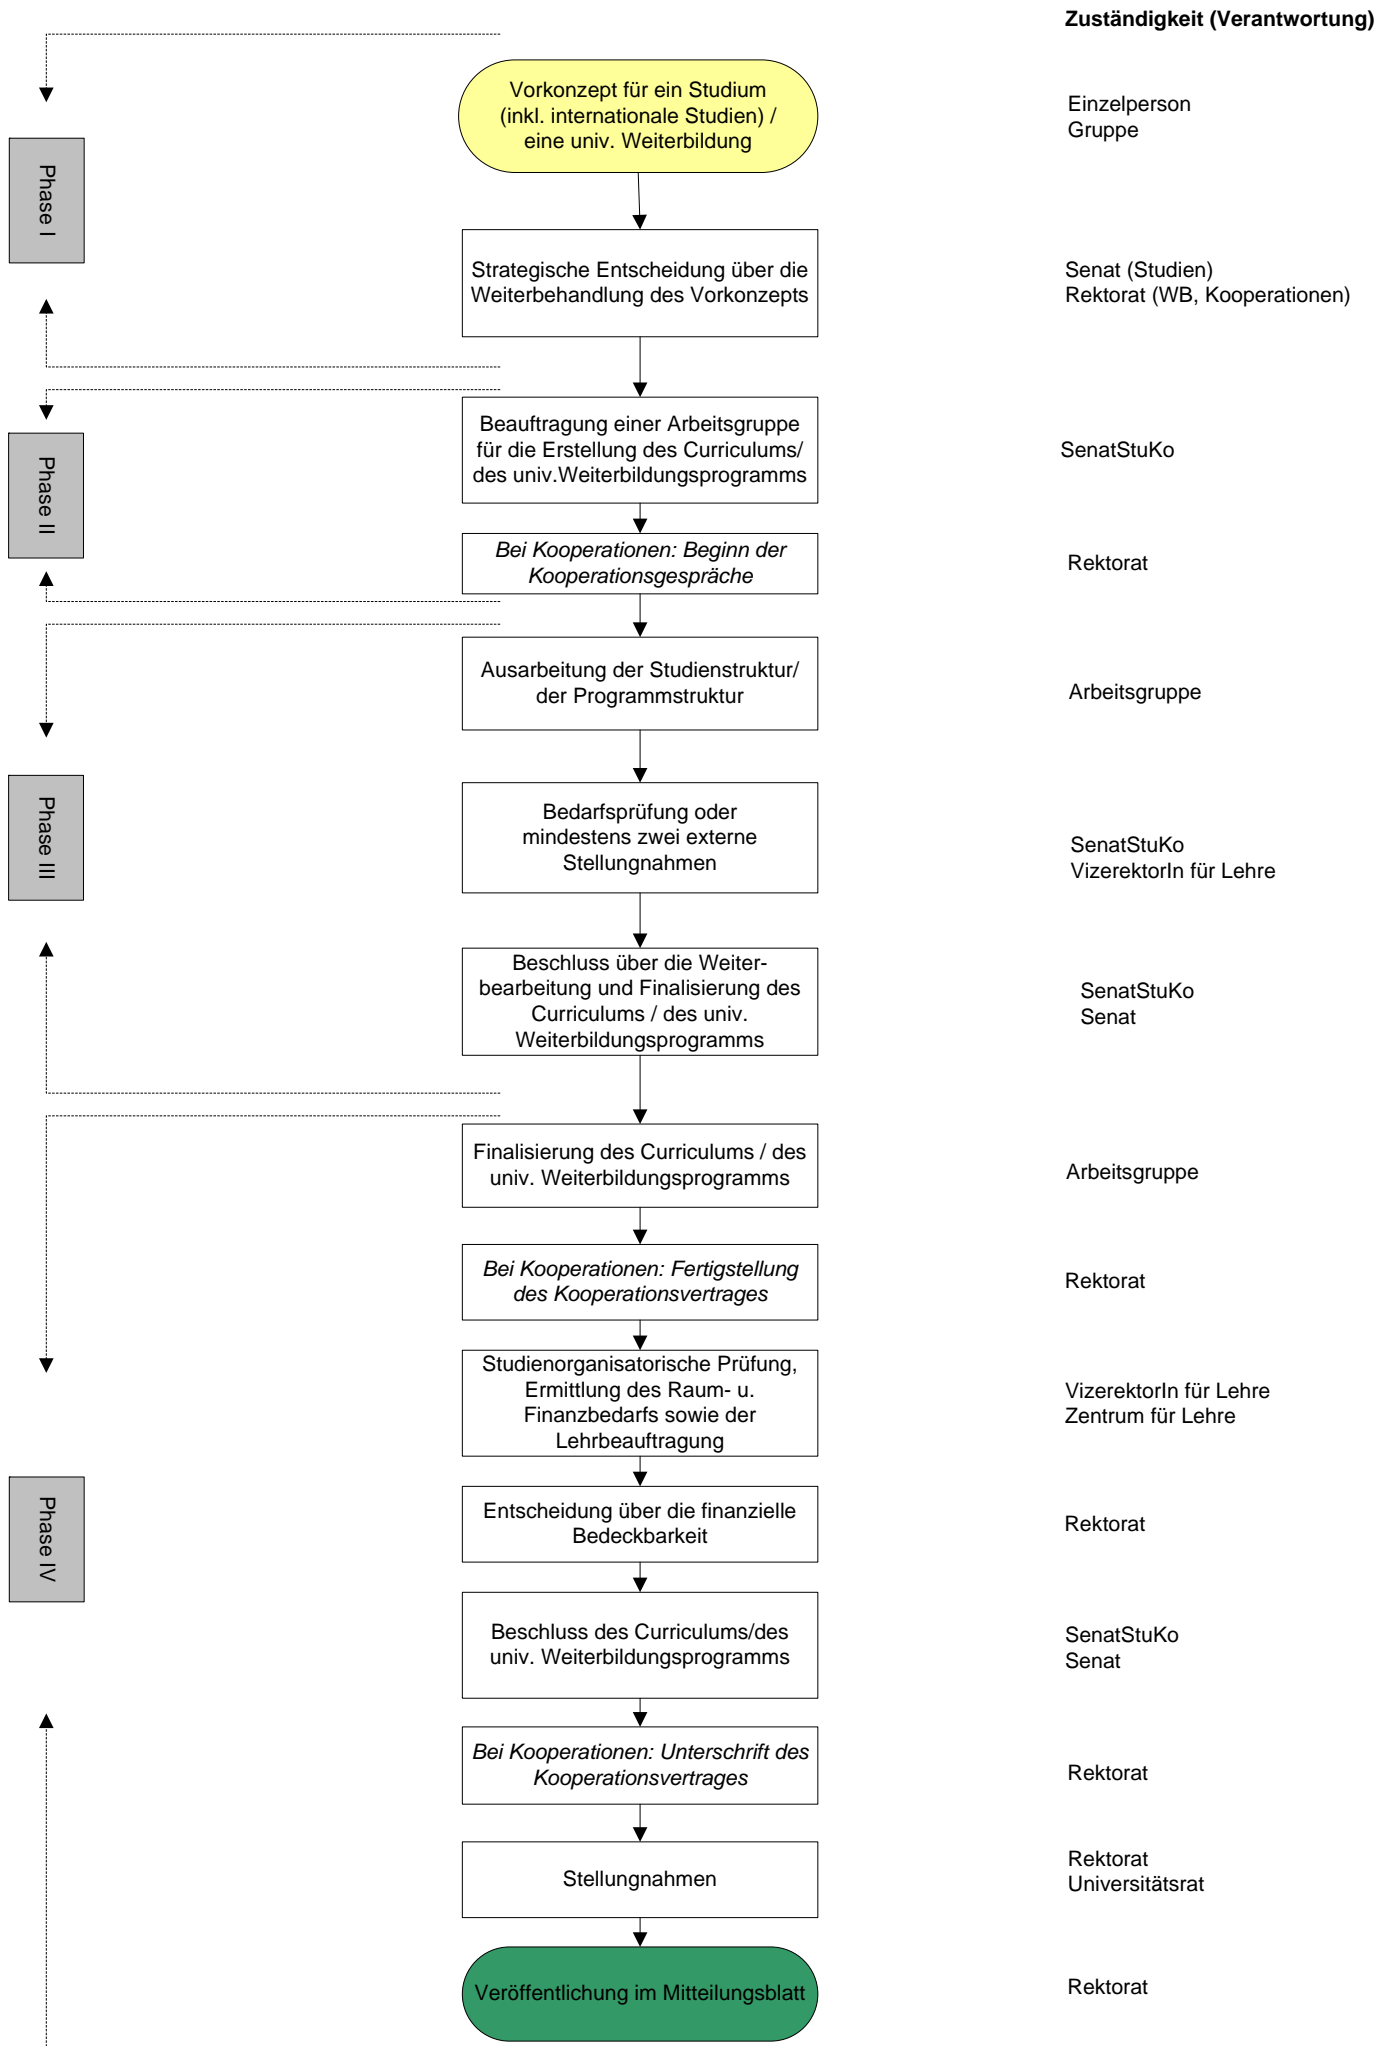 Zuständigkeit (Verantwortung)
Vorkonzept für ein Studium
(inkl. internationale Studien) /
eine univ. Weiterbildung
Einzelperson
Gruppe
Phase I
Strategische Entscheidung über die
Weiterbehandlung des Vorkonzepts
Senat (Studien)
Rektorat (WB, Kooperationen)
Beauftragung einer Arbeitsgruppe
für die Erstellung des Curriculums/
des univ.Weiterbildungsprogramms
SenatStuKo
Phase II
Bei Kooperationen: Beginn der
Kooperationsgespräche
Rektorat
Ausarbeitung der Studienstruktur/
der Programmstruktur
Arbeitsgruppe
Phase III
Bedarfsprüfung oder
mindestens zwei externe
Stellungnahmen
SenatStuKo
VizerektorIn für Lehre
Beschluss über die Weiter-
bearbeitung und Finalisierung des
Curriculums / des univ.
Weiterbildungsprogramms
SenatStuKo
Senat
Finalisierung des Curriculums / des
univ. Weiterbildungsprogramms
Arbeitsgruppe
Bei Kooperationen: Fertigstellung
des Kooperationsvertrages
Rektorat
Studienorganisatorische Prüfung,
Ermittlung des Raum- u.
Finanzbedarfs sowie der
Lehrbeauftragung
VizerektorIn für Lehre
Zentrum für Lehre
Phase IV
Entscheidung über die finanzielle
Bedeckbarkeit
Rektorat
Beschluss des Curriculums/des
univ. Weiterbildungsprogramms
SenatStuKo
Senat
Bei Kooperationen: Unterschrift des
Kooperationsvertrages
Rektorat
Stellungnahmen
Rektorat
Universitätsrat
Veröffentlichung im Mitteilungsblatt
Rektorat